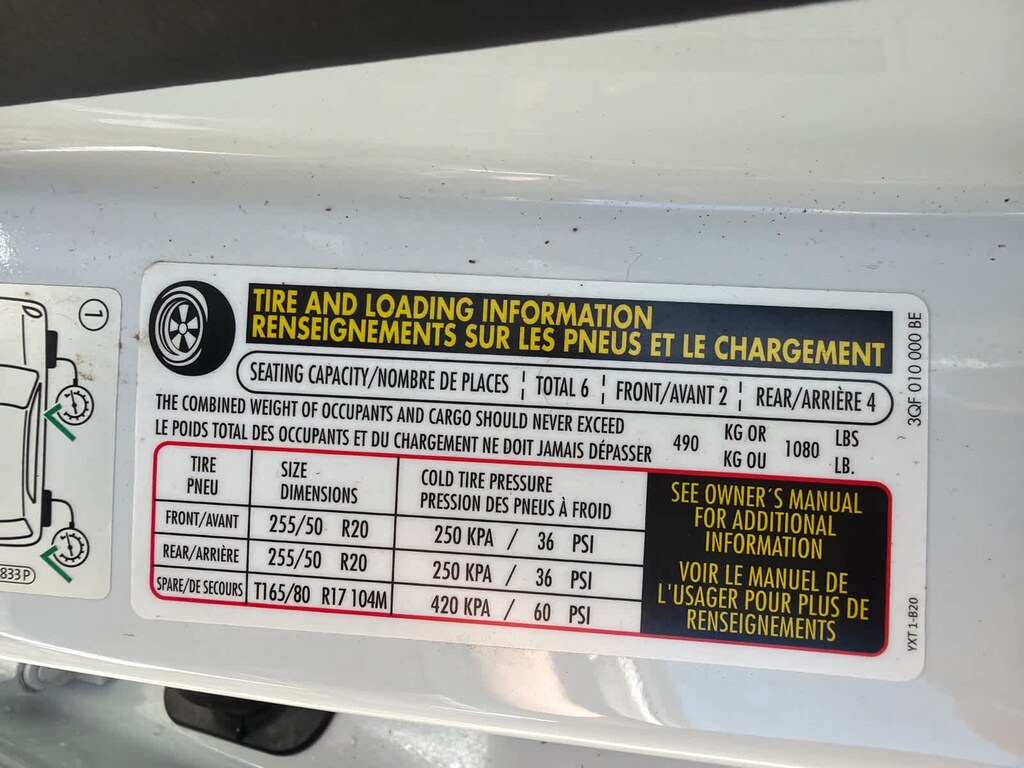 1
833 P
TIRE AND LOADING INFORMATION
RENSEIGNEMENTS SUR LES PNEUS ET LE CHARGEMENT
SEATING CAPACITY/NOMBRE DE PLACES ¦ TOTAL 6 ¦ FRONT/AVANT 2 ¦ REAR/ARRIÈRE 4
THE COMBINED WEIGHT OF OCCUPANTS AND CARGO SHOULD NEVER EXCEED
LE POIDS TOTAL DES OCCUPANTS ET DU CHARGEMENT NE DOIT JAMAIS DÉPASSER
490 KG OR 1080 LBS
KG OU LB.
TIRE SIZE COLD TIRE PRESSURE
PNEU DIMENSIONS PRESSION DES PNEUS À FROID
FRONT/AVANT 255/50 R20 250 KPA / 36 PSI
REAR/ARRIÈRE 255/50 R20 250 KPA / 36 PSI
SPARE/DE SECOURS T165/80 R17 104M 420 KPA / 60 PSI
SEE OWNER´S MANUAL
FOR ADDITIONAL
INFORMATION
VOIR LE MANUEL DE
L'USAGER POUR PLUS DE
RENSEIGNEMENTS
3QF 010 000 BE
YXT 1-B20